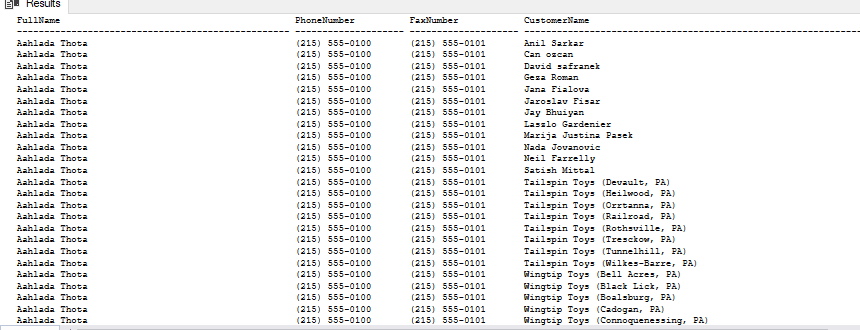 Results
FullName PhoneNumber FaxNumber CustomerName
Aahlada Thota (215) 555-0100 (215) 555-0101 Anil Sarkar
Aahlada Thota (215) 555-0100 (215) 555-0101 Can ozcan
Aahlada Thota (215) 555-0100 (215) 555-0101 David safranek
Aahlada Thota (215) 555-0100 (215) 555-0101 Geza Roman
Aahlada Thota (215) 555-0100 (215) 555-0101 Jana Fialova
Aahlada Thota (215) 555-0100 (215) 555-0101 Jaroslav Fisar
Aahlada Thota (215) 555-0100 (215) 555-0101 Jay Bhuiyan
Aahlada Thota (215) 555-0100 (215) 555-0101 Laszlo Gardenier
Aahlada Thota (215) 555-0100 (215) 555-0101 Marija Justina Pasek
Aahlada Thota (215) 555-0100 (215) 555-0101 Nada Jovanovic
Aahlada Thota (215) 555-0100 (215) 555-0101 Neil Farrelly
Aahlada Thota (215) 555-0100 (215) 555-0101 Satish Mittal
Aahlada Thota (215) 555-0100 (215) 555-0101 Tailspin Toys (Devault, PA)
Aahlada Thota (215) 555-0100 (215) 555-0101 Tailspin Toys (Heilwood, PA)
Aahlada Thota (215) 555-0100 (215) 555-0101 Tailspin Toys (Orrtanna, PA)
Aahlada Thota (215) 555-0100 (215) 555-0101 Tailspin Toys (Railroad, PA)
Aahlada Thota (215) 555-0100 (215) 555-0101 Tailspin Toys (Rothsville, PA)
Aahlada Thota (215) 555-0100 (215) 555-0101 Tailspin Toys (Tresckow, PA)
Aahlada Thota (215) 555-0100 (215) 555-0101 Tailspin Toys (Tunnelhill, PA)
Aahlada Thota (215) 555-0100 (215) 555-0101 Tailspin Toys (Wilkes-Barre, PA)
Aahlada Thota (215) 555-0100 (215) 555-0101 Wingtip Toys (Bell Acres, PA)
Aahlada Thota (215) 555-0100 (215) 555-0101 Wingtip Toys (Black Lick, PA)
Aahlada Thota (215) 555-0100 (215) 555-0101 Wingtip Toys (Boalsburg, PA)
Aahlada Thota (215) 555-0100 (215) 555-0101 Wingtip Toys (Cadogan, PA)
Aahlada Thota (215) 555-0100 (215) 555-0101 Wingtip Toys (Connoquenessing, PA)